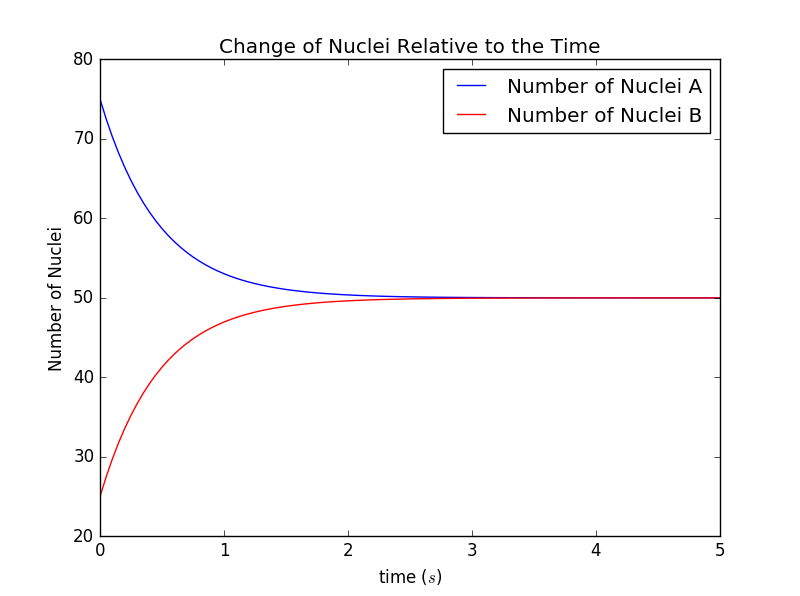 Change of Nuclei Relative to the Time
Number of Nuclei A
Number of Nuclei B
Number of Nuclei
80
70
60
50
40
30
20
0 1 2 3 4 5
time (s)